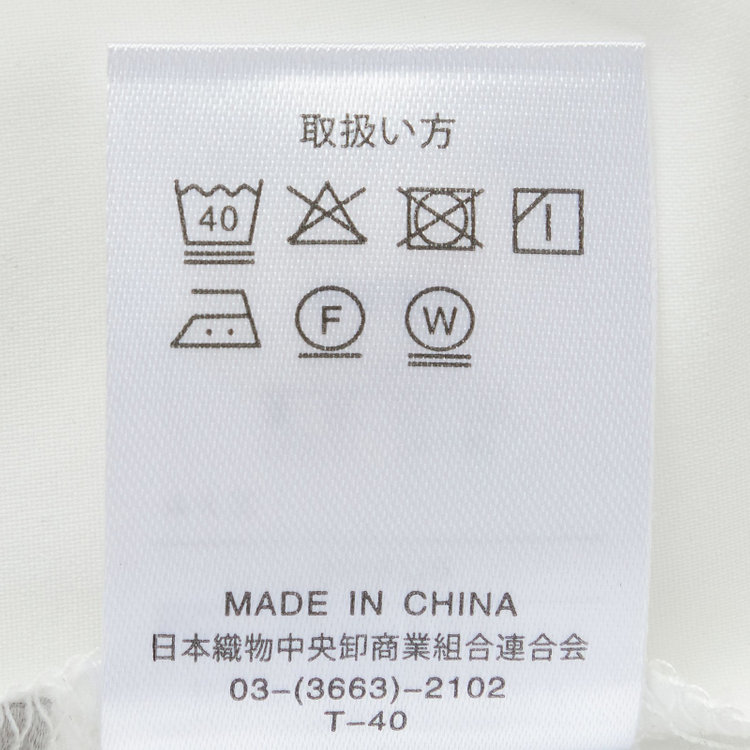 取扱い方
40
F W
MADE IN CHINA
日本織物中央卸商業組合連合会
03-(3663)-2102
T-40